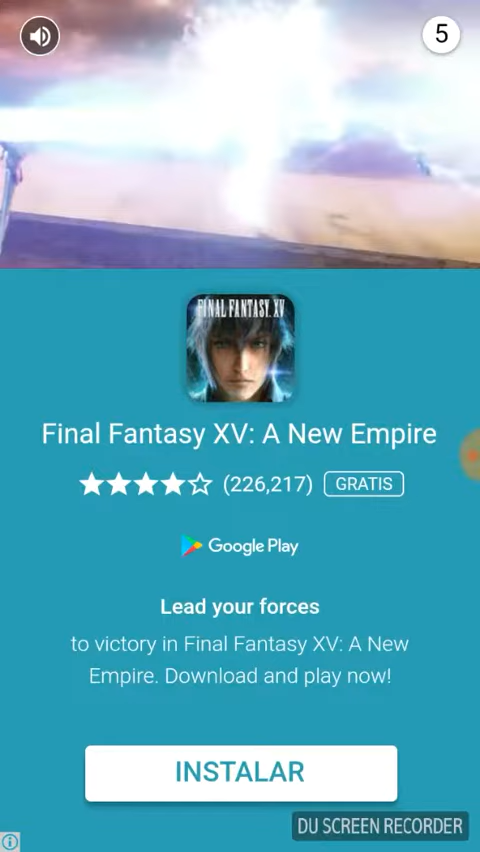 5
FINAL FANTASY XV
Final Fantasy XV: A New Empire
(226,217) GRATIS
Google Play
Lead your forces
to victory in Final Fantasy XV: A New
Empire. Download and play now!
INSTALAR
DU SCREEN RECORDER